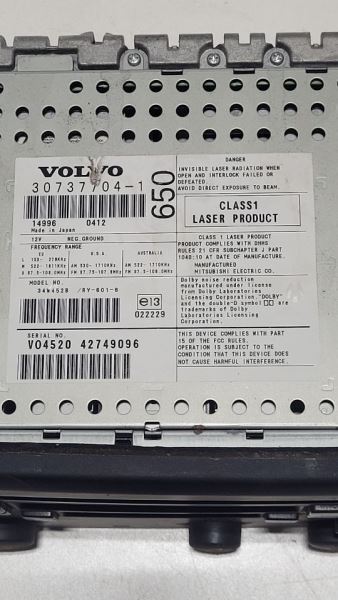 VOLVO
30737704-1
14996 0412
Made in Japan
650
12V NEG. GROUND
FREQUENCY RANGE
EU U.S.A AUSTRALIA
MODEL NO.
34W452B /RY-601-B
e13
022229
SERIAL NO.
VO4520 42749096
DANGER
INVISIBLE LASER RADIATION WHEN
OPEN AND INTERLOCK FAILED OR
DEFEATED
AVOID DIRECT EXPOSURE TO BEAM.
CLASS1
LASER PRODUCT
CLASS 1 LASER PRODUCT
PRODUCT COMPLIES WITH DHHS
RULES 21 CFR SUBCHAPTER J PART
1040:10 AT DATE OF MANUFACTURE.
MANUFACTURED
MITSUBISHI ELECTRIC CO.
Dolby noise reduction
manufactured under license
from Dolby Laboratories
Licensing Corporation. "DOLBY"
and the double-D symbol are
trademarks of Dolby
Laboratories Licensing
Corporation.
THIS DEVICE COMPLIES WITH PART
15 OF THE FCC RULES.
OPERATION IS SUBJECT TO THE
CONDITION THAT THIS DEVICE DOES
NOT CAUSE HARMFUL INTERFERENCE.